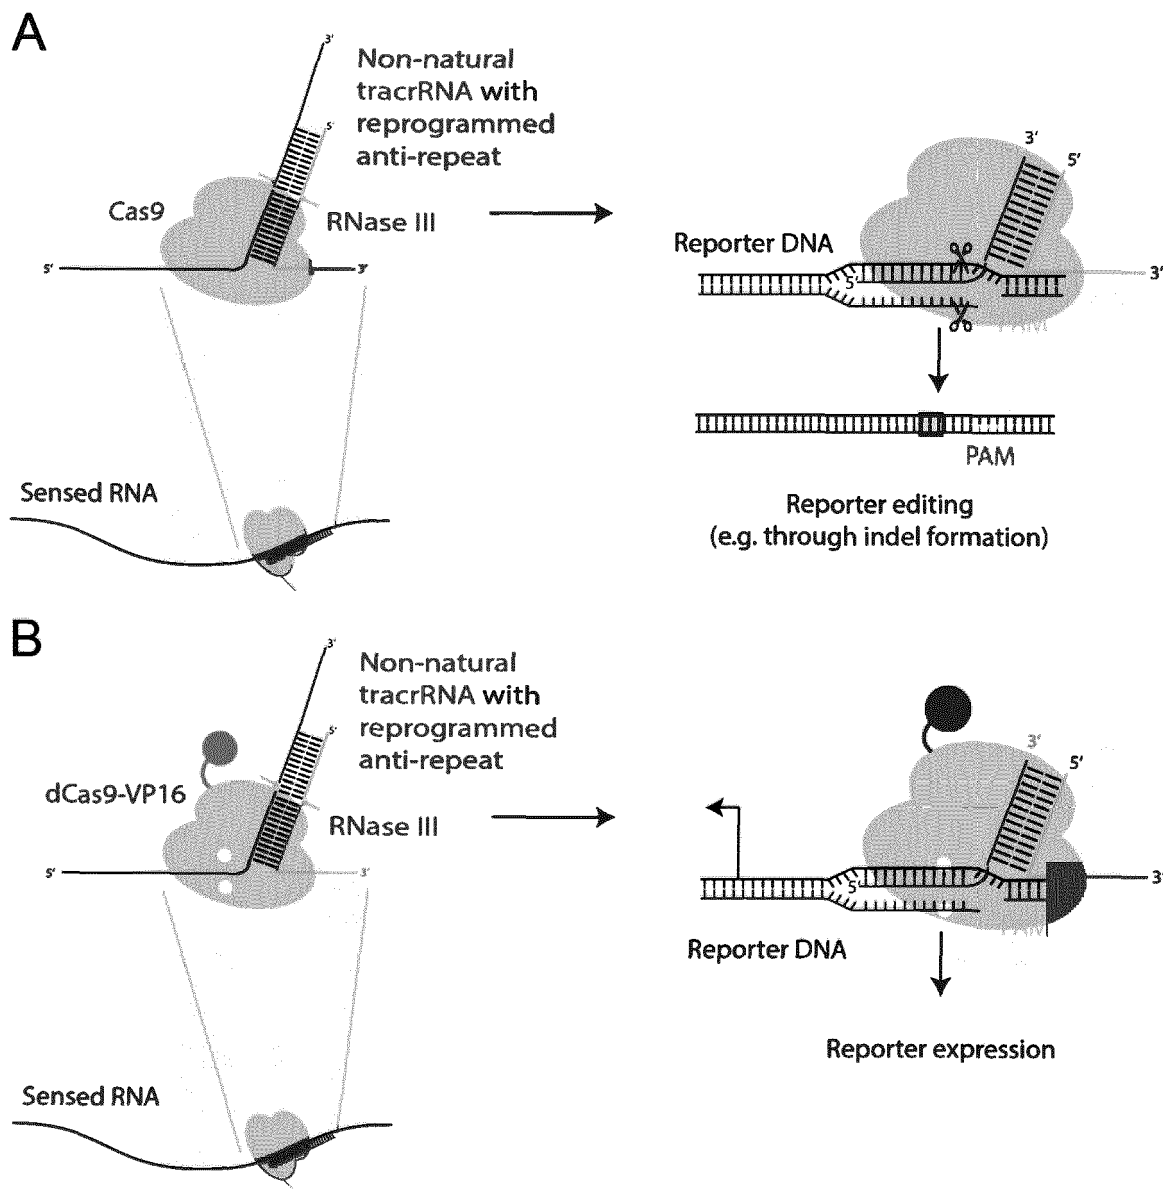 A
3'
Non-natural
tracrRNA with
reprogrammed
anti-repeat
5'
Cas9
RNase III
5'
3'
3'
5'
Reporter DNA
5'
3'
PAM
Reporter editing
(e.g. through indel formation)
Sensed RNA
B
3'
Non-natural
tracrRNA with
reprogrammed
anti-repeat
5'
dCas9-VP16
RNase III
5'
3'
3'
5'
5'
3'
Reporter DNA
Reporter expression
Sensed RNA